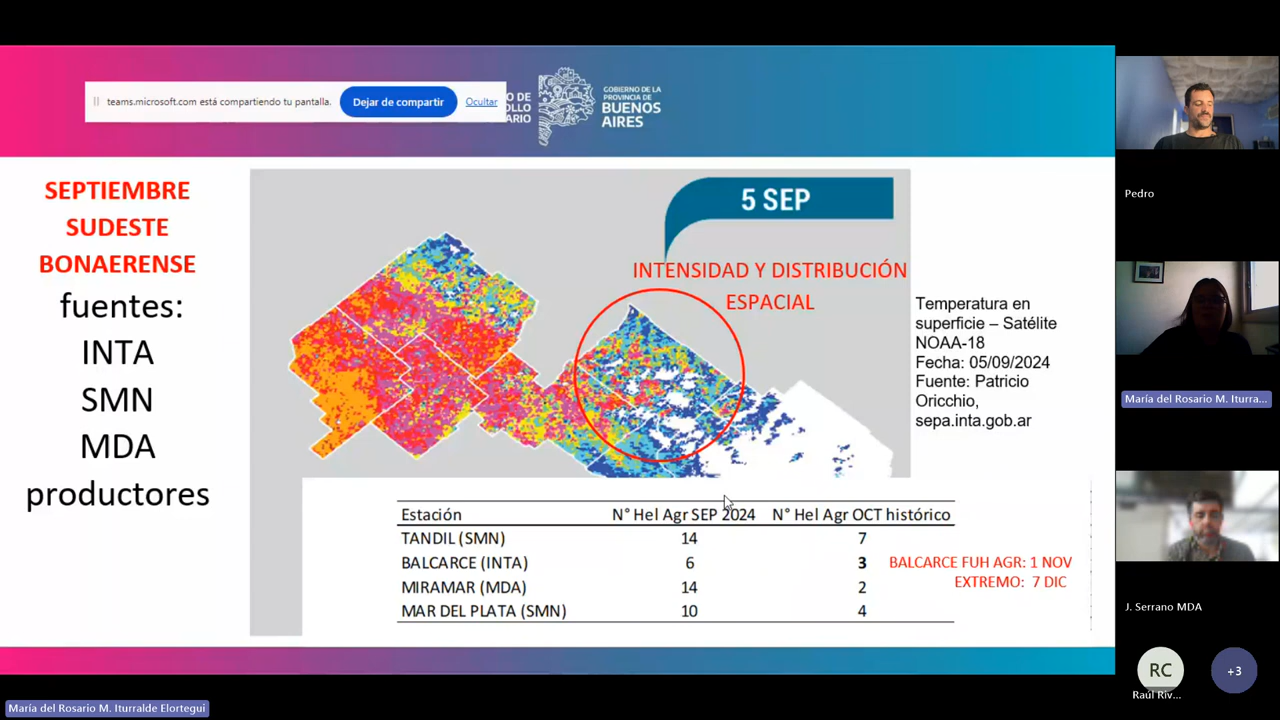 teams.microsoft.com está compartiendo tu pantalla.
Dejar de compartir
Ocultar
O DE
LLO
ARIO
GOBIERNO DE LA
PROVINCIA DE
BUENOS
AIRES
SEPTIEMBRE
SUDESTE
BONAERENSE
fuentes:
INTA
SMN
MDA
productores
5 SEP
INTENSIDAD Y DISTRIBUCIÓN
ESPACIAL
Temperatura en
superficie – Satélite
NOAA-18
Fecha: 05/09/2024
Fuente: Patricio
Oricchio,
sepa.inta.gob.ar
Estación N° Hel Agr SEP 2024 N° Hel Agr OCT histórico
TANDIL (SMN) 14 7
BALCARCE (INTA) 6 3
MIRAMAR (MDA) 14 2
MAR DEL PLATA (SMN) 10 4
BALCARCE FUH AGR: 1 NOV
EXTREMO: 7 DIC
Pedro
María del Rosario M. Iturra...
J. Serrano MDA
RC
+3
Raúl Riv...
María del Rosario M. Iturralde Elortegui